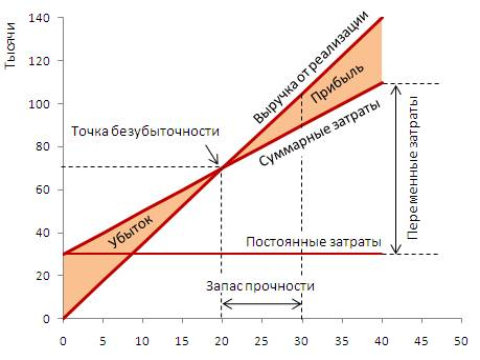 Тысячи
140
120
100
80
60
40
20
0
Точка безубыточности
Выручка от реализации
Прибыль
Суммарные затраты
Переменные затраты
Убыток
Постоянные затраты
Запас прочности
0 5 10 15 20 25 30 35 40 45 50